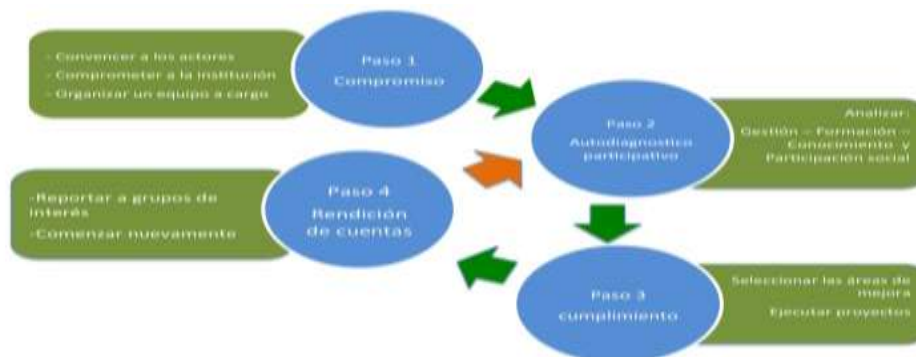 - Convencer a los actores
- Comprometer a la institución
- Organizar un equipo a cargo
Paso 1
Compromiso
Paso 2
Autodiagnostico
participativo
Analizar:
Gestión – Formación –
Conocimiento y
Participación social
Paso 3
cumplimiento
Seleccionar las áreas de
mejora
Ejecutar proyectos
Paso 4
Rendición
de cuentas
-Reportar a grupos de
interés
-Comenzar nuevamento